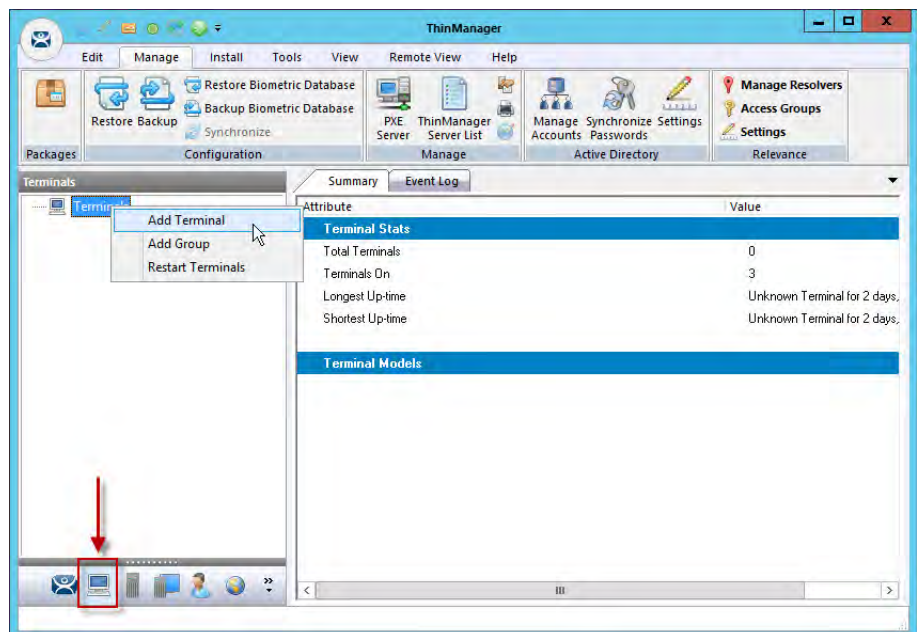 ThinManager
Edit Manage Install Tools View Remote View Help
Restore Backup
Restore Biometric Database
Backup Biometric Database
Synchronize
PXE Server
ThinManager Server List
Manage Accounts
Synchronize Passwords
Settings
Manage Resolvers
Access Groups
Settings
Packages Configuration Manage Active Directory Relevance
Terminals
Summary Event Log
Terminals
Add Terminal
Add Group
Restart Terminals
Attribute Value
Terminal Stats
Total Terminals 0
Terminals On 3
Longest Up-time Unknown Terminal for 2 days,
Shortest Up-time Unknown Terminal for 2 days,
Terminal Models